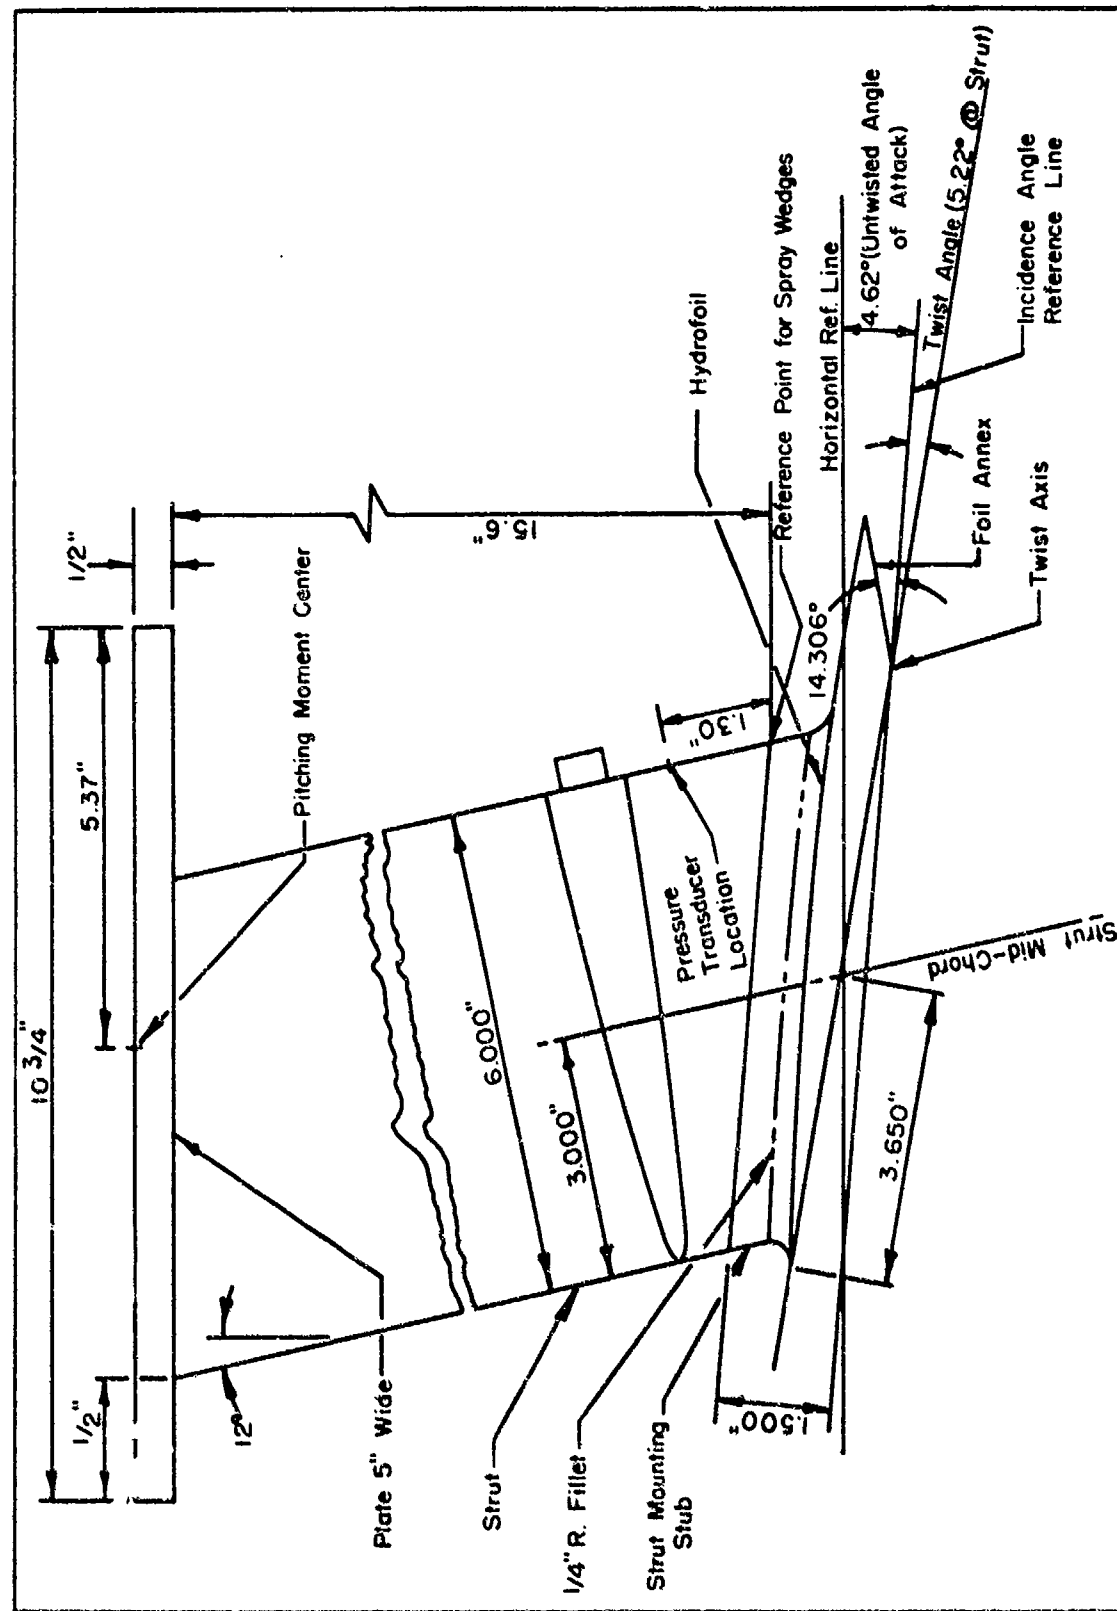 10 3/4"
5.37"
1/2"
1/2"
Pitching Moment Center
15.6"
12°
Plate 5" Wide
6.000"
3.000"
Strut
1/4" R. Fillet
Strut Mounting
Stub
Pressure
Transducer
Location
1.30"
Hydrofoil
Reference Point for Spray Wedges
14.306°
Horizontal Ref. Line
4.62°(Untwisted Angle
of Attack)
Twist Angle (5.22° @ Strut)
Incidence Angle
Reference Line
Foil Annex
Twist Axis
Strut Mid-Chord
3.650"
1.500"